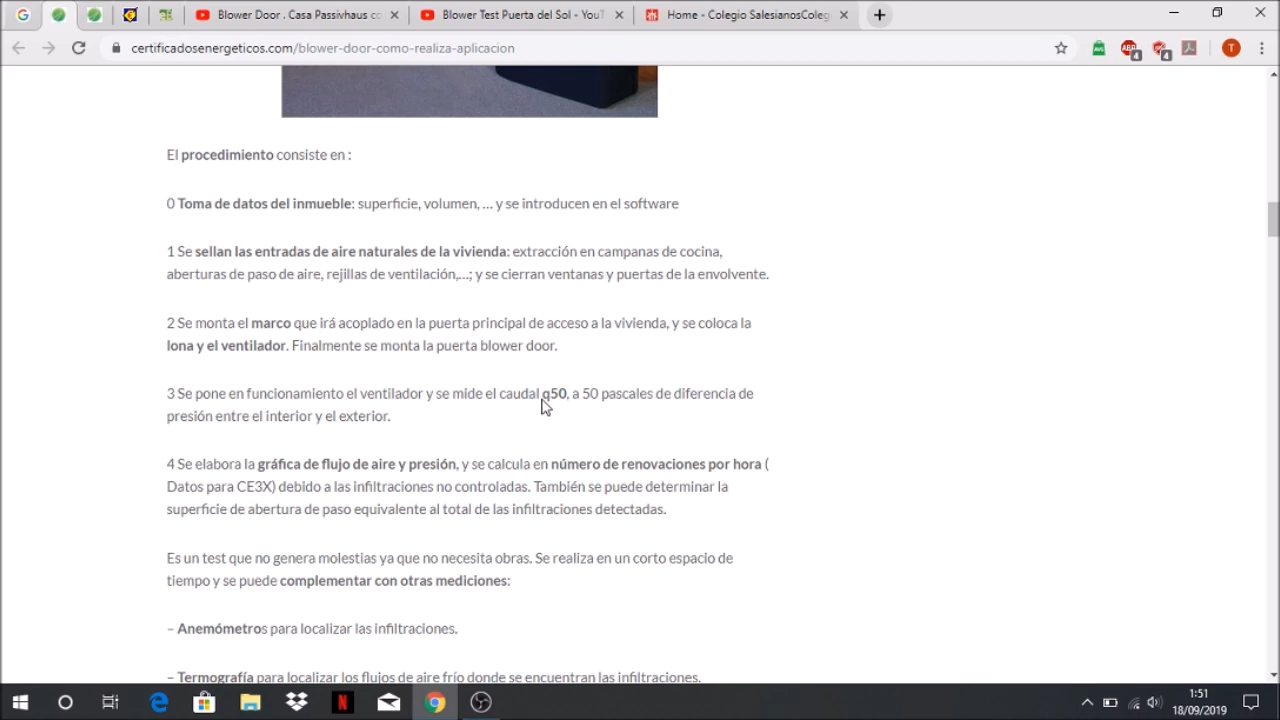 Blower Door . Casa Passivhaus co
Blower Test Puerta del Sol - YouT
Home - Colegio SalesianosColeg
certificadosenergeticos.com/blower-door-como-realiza-aplicacion
ABP
4
4
T
El procedimiento consiste en :
0 Toma de datos del inmueble: superficie, volumen, … y se introducen en el software
1 Se sellan las entradas de aire naturales de la vivienda: extracción en campanas de cocina,
aberturas de paso de aire, rejillas de ventilación,…; y se cierran ventanas y puertas de la envolvente.
2 Se monta el marco que irá acoplado en la puerta principal de acceso a la vivienda, y se coloca la
lona y el ventilador. Finalmente se monta la puerta blower door.
3 Se pone en funcionamiento el ventilador y se mide el caudal q50, a 50 pascales de diferencia de
presión entre el interior y el exterior.
4 Se elabora la gráfica de flujo de aire y presión, y se calcula en número de renovaciones por hora (
Datos para CE3X) debido a las infiltraciones no controladas. También se puede determinar la
superficie de abertura de paso equivalente al total de las infiltraciones detectadas.
Es un test que no genera molestias ya que no necesita obras. Se realiza en un corto espacio de
tiempo y se puede complementar con otras mediciones:
– Anemómetros para localizar las infiltraciones.
– Termografía para localizar los flujos de aire frío donde se encuentran las infiltraciones.
1:51
18/09/2019